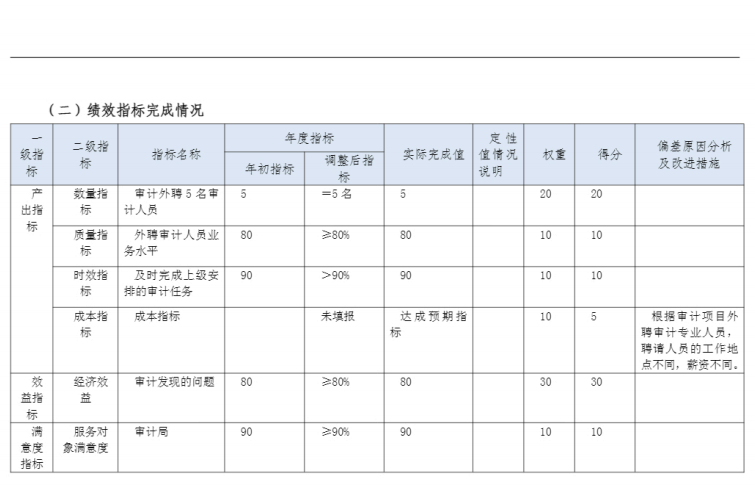 （二）绩效指标完成情况
一级指标
二级指标
指标名称
年度指标
年初指标
调整后指标
实际完成值
定性值情况说明
权重
得分
偏差原因分析及改进措施
产出指标
数量指标
审计外聘5名审计人员
5
＝5名
5
20
20
质量指标
外聘审计人员业务水平
80
≥80%
80
10
10
时效指标
及时完成上级安排的审计任务
90
>90%
90
10
10
成本指标
成本指标
未填报
达成预期指标
10
5
根据审计项目外聘审计专业人员，聘请人员的工作地点不同，薪资不同。
效益指标
经济效益
审计发现的问题
80
≥80%
80
30
30
满意度指标
服务对象满意度
审计局
90
≥90%
90
10
10